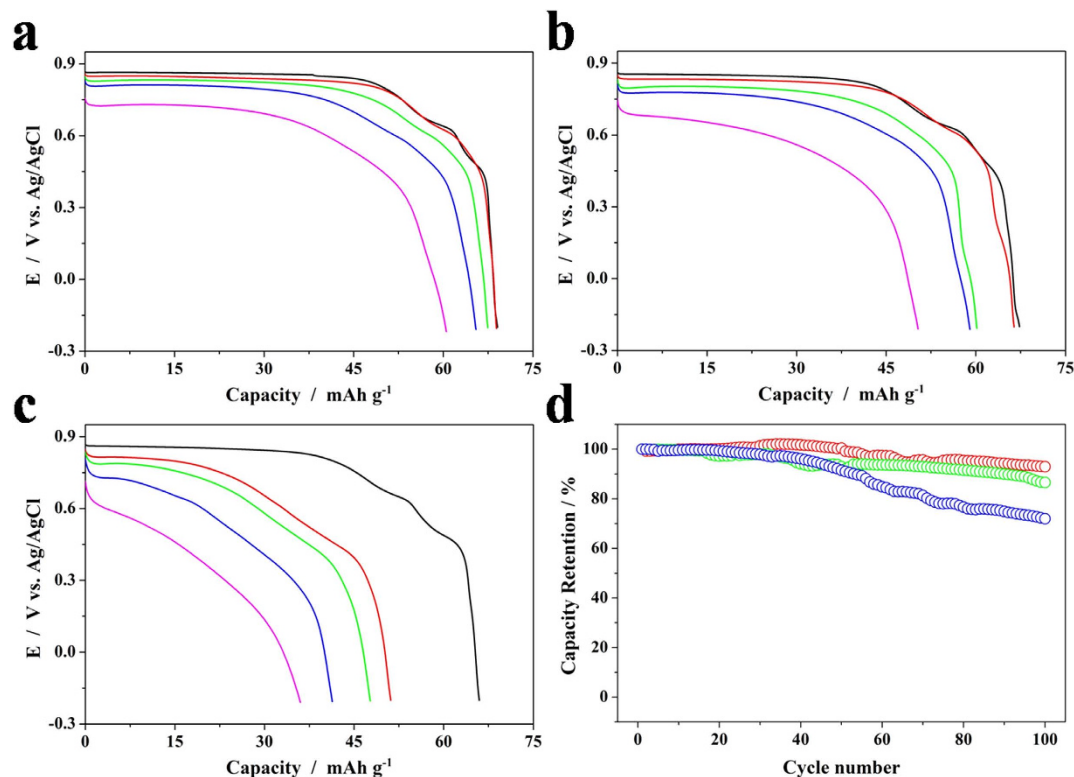 a
0.9
0.6
0.3
0.0
-0.3
E / V vs. Ag/AgCl
0 15 30 45 60 75
Capacity / mAh g⁻¹
b
0.9
0.6
0.3
0.0
-0.3
E / V vs. Ag/AgCl
0 15 30 45 60 75
Capacity / mAh g⁻¹
c
0.9
0.6
0.3
0.0
-0.3
E / V vs. Ag/AgCl
0 15 30 45 60 75
Capacity / mAh g⁻¹
d
100
80
60
40
20
0
Capacity Retention / %
0 20 40 60 80 100
Cycle number